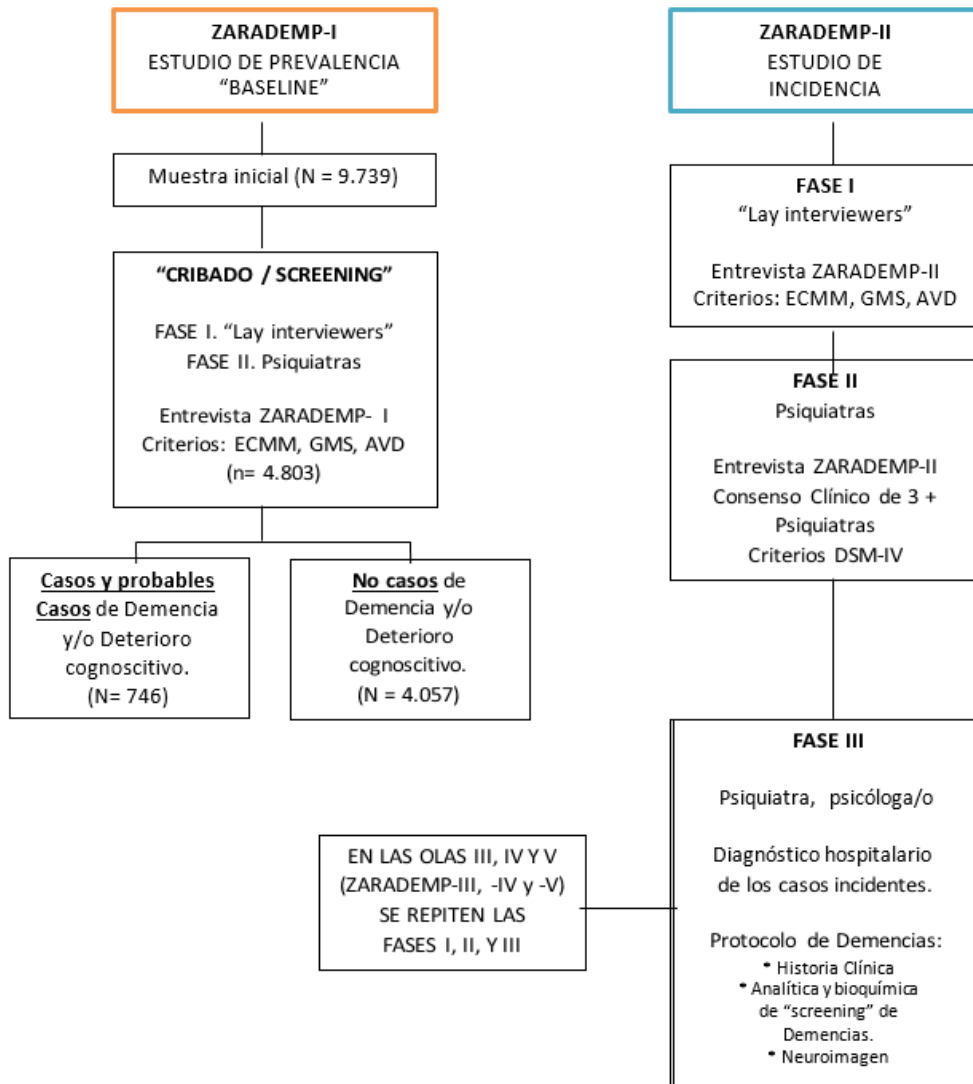 ZARADEMP-I
ESTUDIO DE PREVALENCIA
“BASELINE”
Muestra inicial (N = 9.739)
“CRIBADO / SCREENING”
FASE I. “Lay interviewers”
FASE II. Psiquiatras
Entrevista ZARADEMP- I
Criterios: ECMM, GMS, AVD
(n= 4.803)
Casos y probables
Casos de Demencia
y/o Deterioro
cognoscitivo.
(N= 746)
No casos de
Demencia y/o
Deterioro
cognoscitivo.
(N = 4.057)
ZARADEMP-II
ESTUDIO DE
INCIDENCIA
FASE I
“Lay interviewers”
Entrevista ZARADEMP-II
Criterios: ECMM, GMS, AVD
FASE II
Psiquiatras
Entrevista ZARADEMP-II
Consenso Clínico de 3 +
Psiquiatras
Criterios DSM-IV
FASE III
Psiquiatra, psicóloga/o
Diagnóstico hospitalario
de los casos incidentes.
Protocolo de Demencias:
* Historia Clínica
* Analítica y bioquímica
de “screening” de
Demencias.
* Neuroimagen
EN LAS OLAS III, IV Y V
(ZARADEMP-III, -IV y -V)
SE REPITEN LAS
FASES I, II, Y III